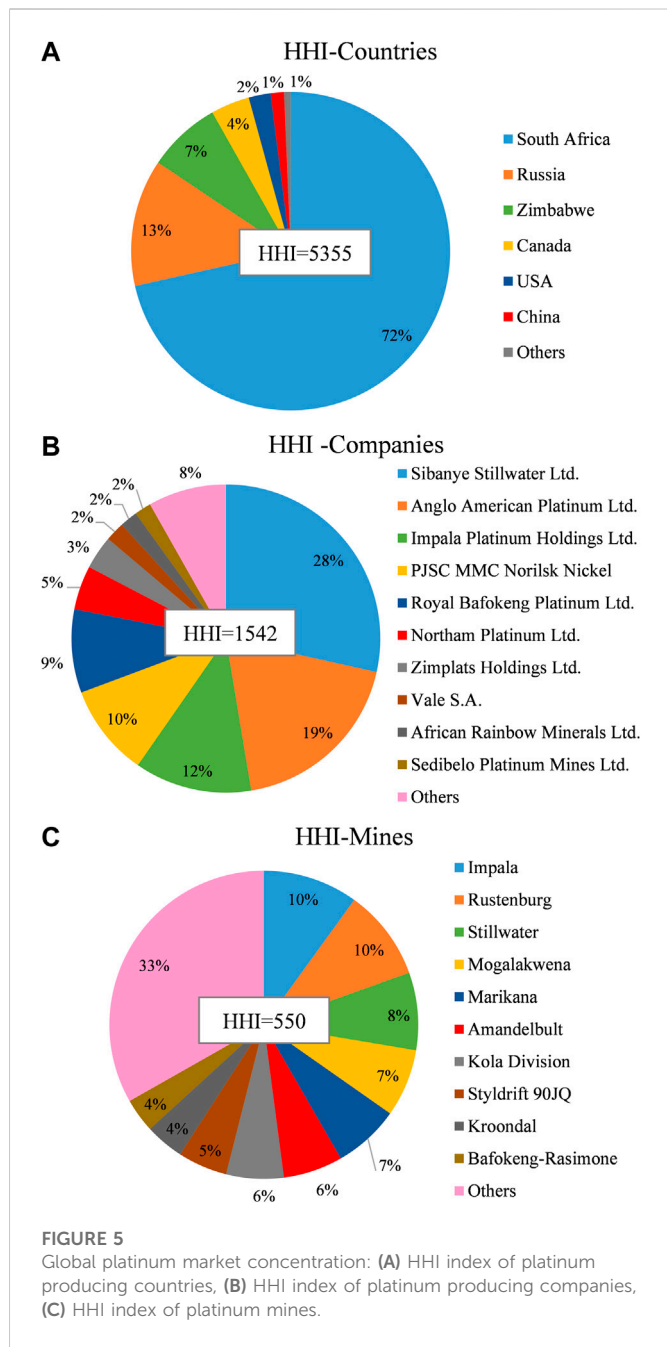 A
HHI-Countries
2%
1%
1%
4%
7%
13%
72%
HHI=5355
South Africa
Russia
Zimbabwe
Canada
USA
China
Others
B
HHI -Companies
8%
2%
2%
2%
3%
5%
9%
10%
12%
19%
28%
HHI=1542
Sibanye Stillwater Ltd.
Anglo American Platinum Ltd.
Impala Platinum Holdings Ltd.
PJSC MMC Norilsk Nickel
Royal Bafokeng Platinum Ltd.
Northam Platinum Ltd.
Zimplats Holdings Ltd.
Vale S.A.
African Rainbow Minerals Ltd.
Sedibelo Platinum Mines Ltd.
Others
C
HHI-Mines
10%
10%
8%
7%
7%
6%
6%
5%
4%
4%
33%
HHI=550
Impala
Rustenburg
Stillwater
Mogalakwena
Marikana
Amandelbult
Kola Division
Styldrift 90JQ
Kroondal
Bafokeng-Rasimone
Others
FIGURE 5
Global platinum market concentration: (A) HHI index of platinum
producing countries, (B) HHI index of platinum producing companies,
(C) HHI index of platinum mines.